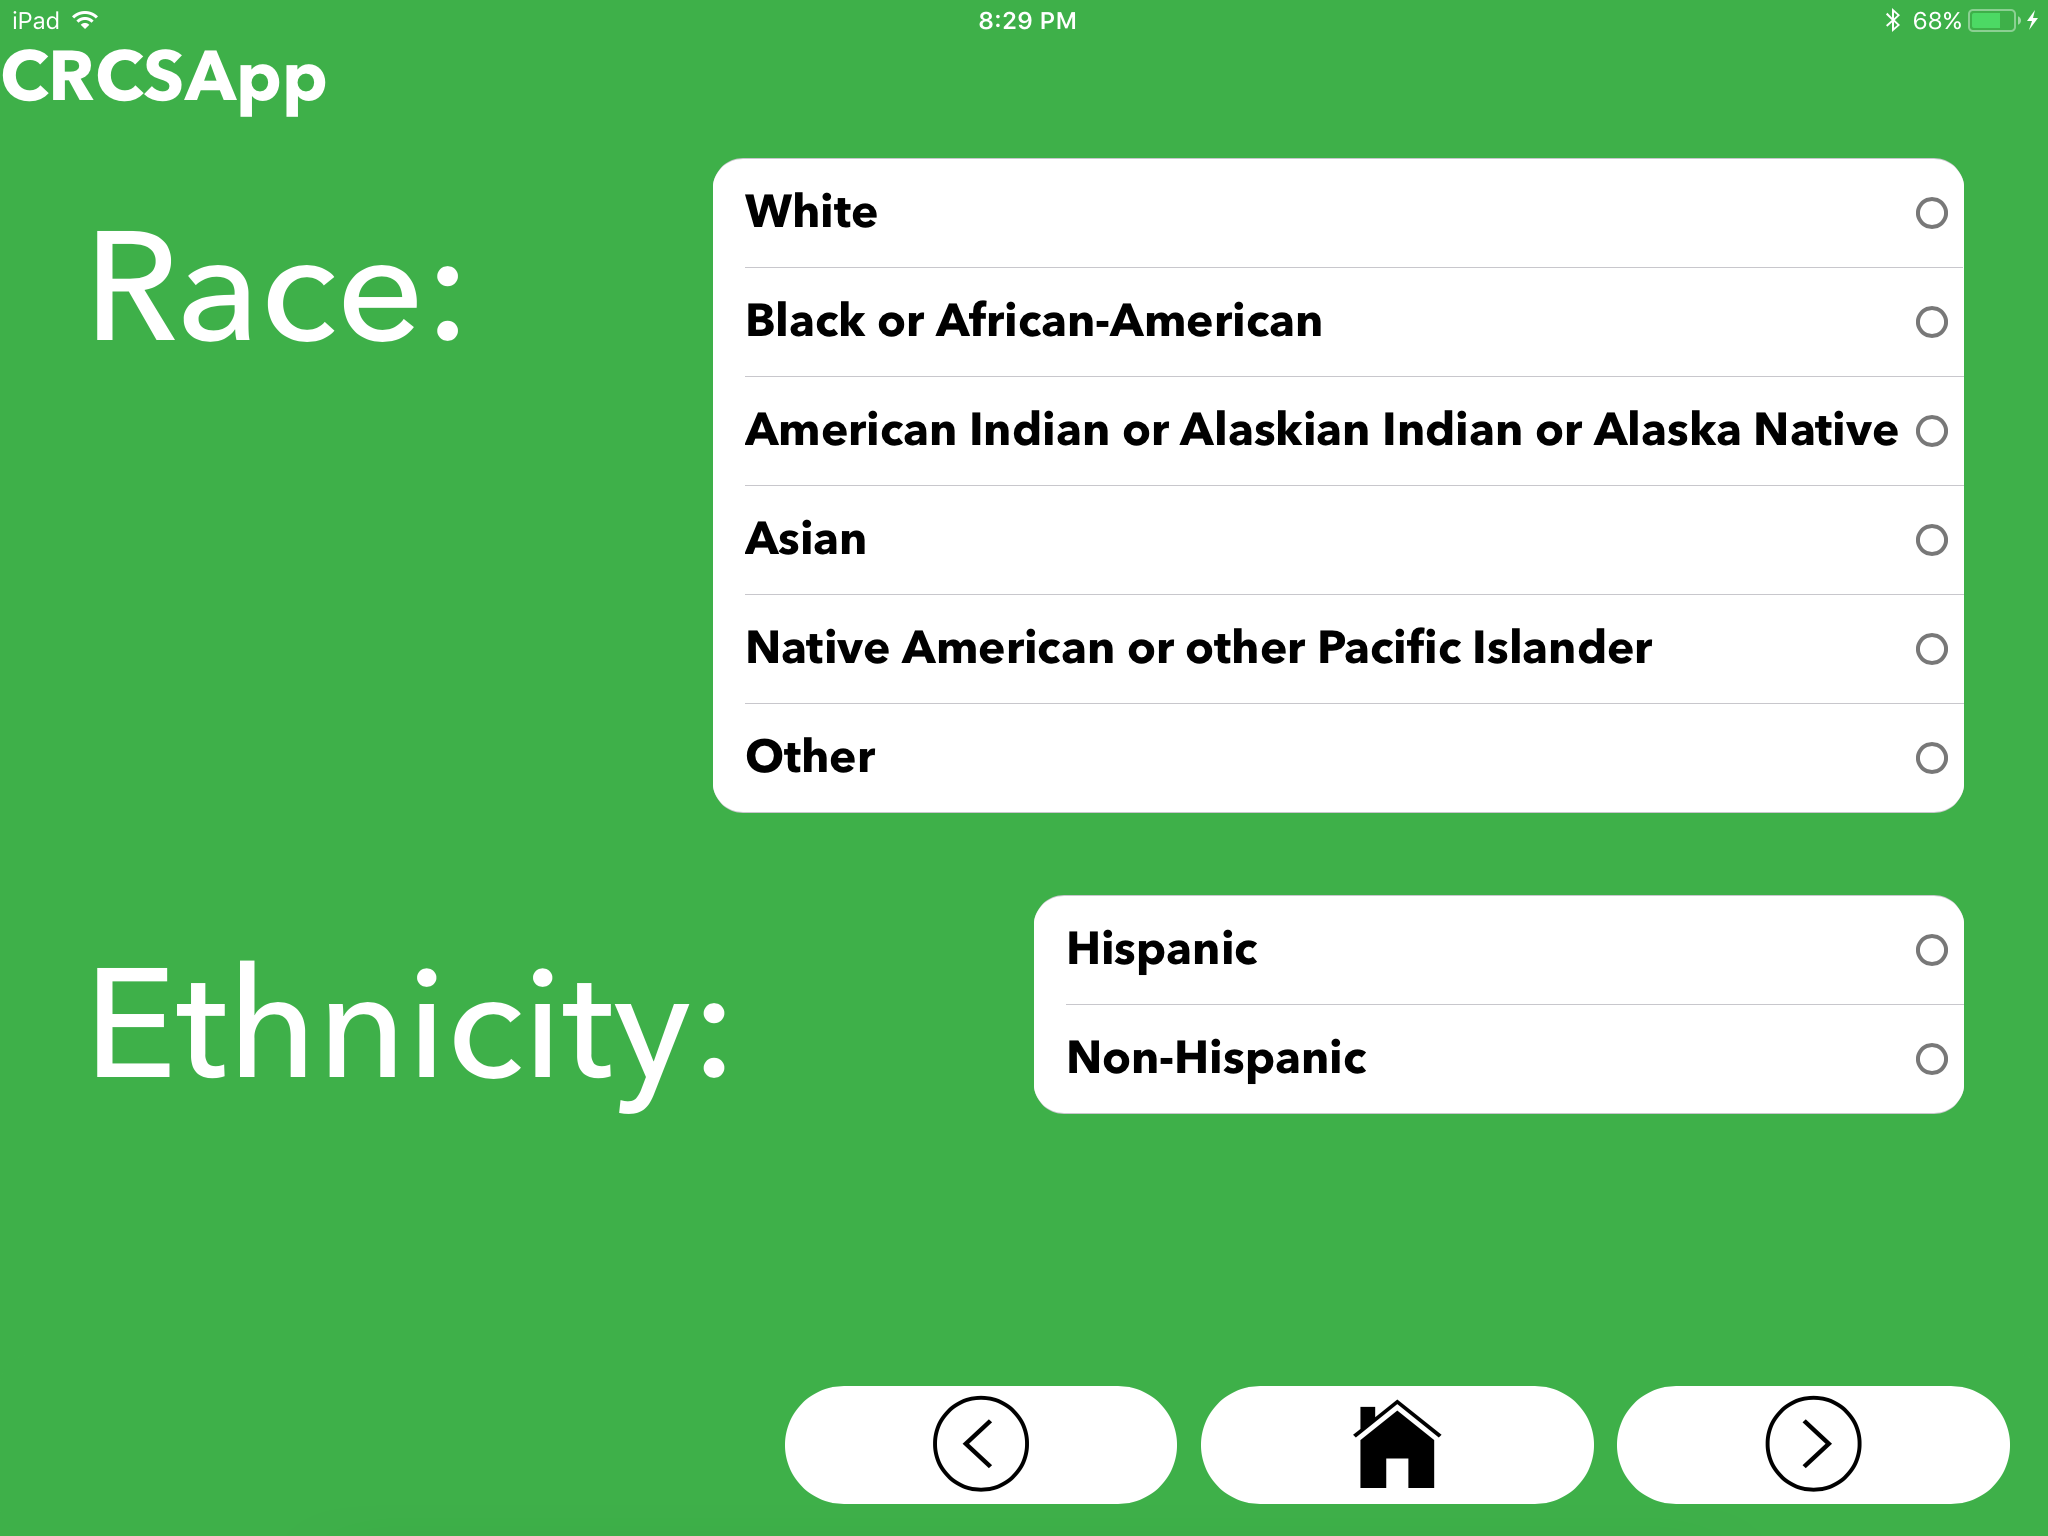 iPad 8:29 PM 68%
CRCSApp
Race:
White
Black or African-American
American Indian or Alaskian Indian or Alaska Native
Asian
Native American or other Pacific Islander
Other
Ethnicity:
Hispanic
Non-Hispanic